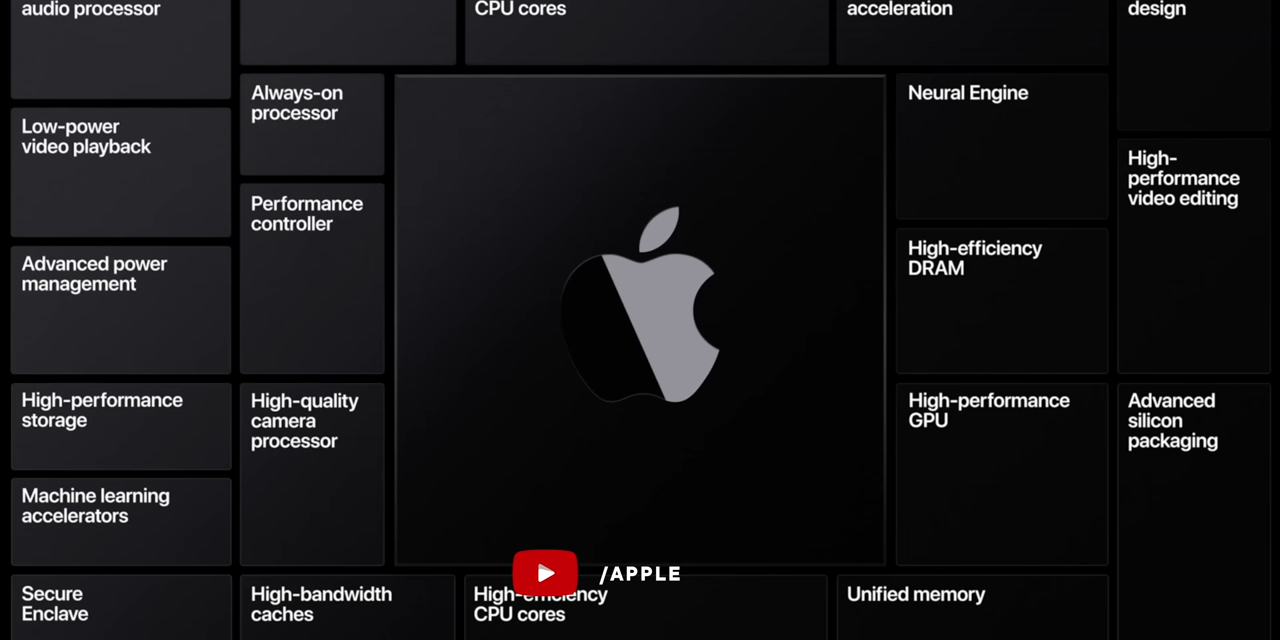 audio processor
CPU cores
acceleration
design
Always-on
processor
Neural Engine
Low-power
video playback
High-
performance
video editing
Performance
controller
High-efficiency
DRAM
Advanced power
management
High-performance
storage
High-quality
camera
processor
High-performance
GPU
Advanced
silicon
packaging
Machine learning
accelerators
/APPLE
Secure
Enclave
High-bandwidth
caches
High-efficiency
CPU cores
Unified memory